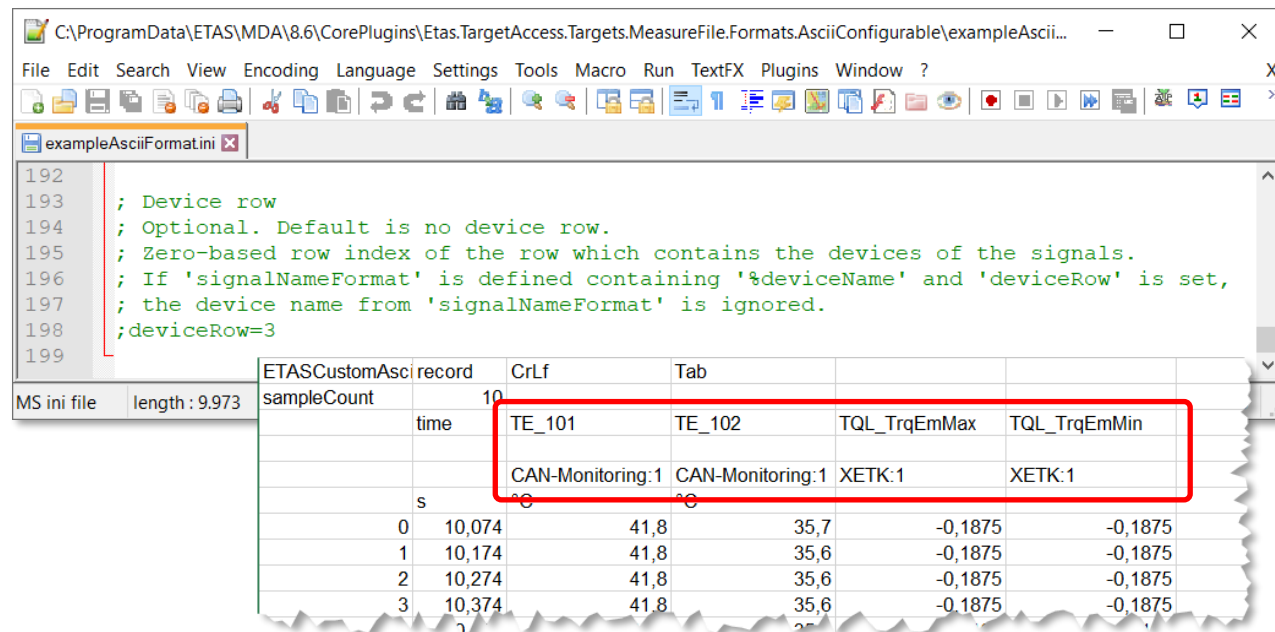 C:\ProgramData\ETAS\MDA\8.6\CorePlugins\Etas.TargetAccess.Targets.MeasureFile.Formats.AsciiConfigurable\exampleAscii...
File Edit Search View Encoding Language Settings Tools Macro Run TextFX Plugins Window ? X
exampleAsciiFormat.ini
192
193 ; Device row
194 ; Optional. Default is no device row.
195 ; Zero-based row index of the row which contains the devices of the signals.
196 ; If 'signalNameFormat' is defined containing '%deviceName' and 'deviceRow' is set,
197 ; the device name from 'signalNameFormat' is ignored.
198 ;deviceRow=3
199
MS ini file length : 9.973
ETASCustomAsci record CrLf Tab
sampleCount 10
time TE_101 TE_102 TQL_TrqEmMax TQL_TrqEmMin
CAN-Monitoring:1 CAN-Monitoring:1 XETK:1 XETK:1
s °C °C
0 10,074 41,8 35,7 -0,1875 -0,1875
1 10,174 41,8 35,6 -0,1875 -0,1875
2 10,274 41,8 35,6 -0,1875 -0,1875
3 10,374 41,8 35,6 -0,1875 -0,1875